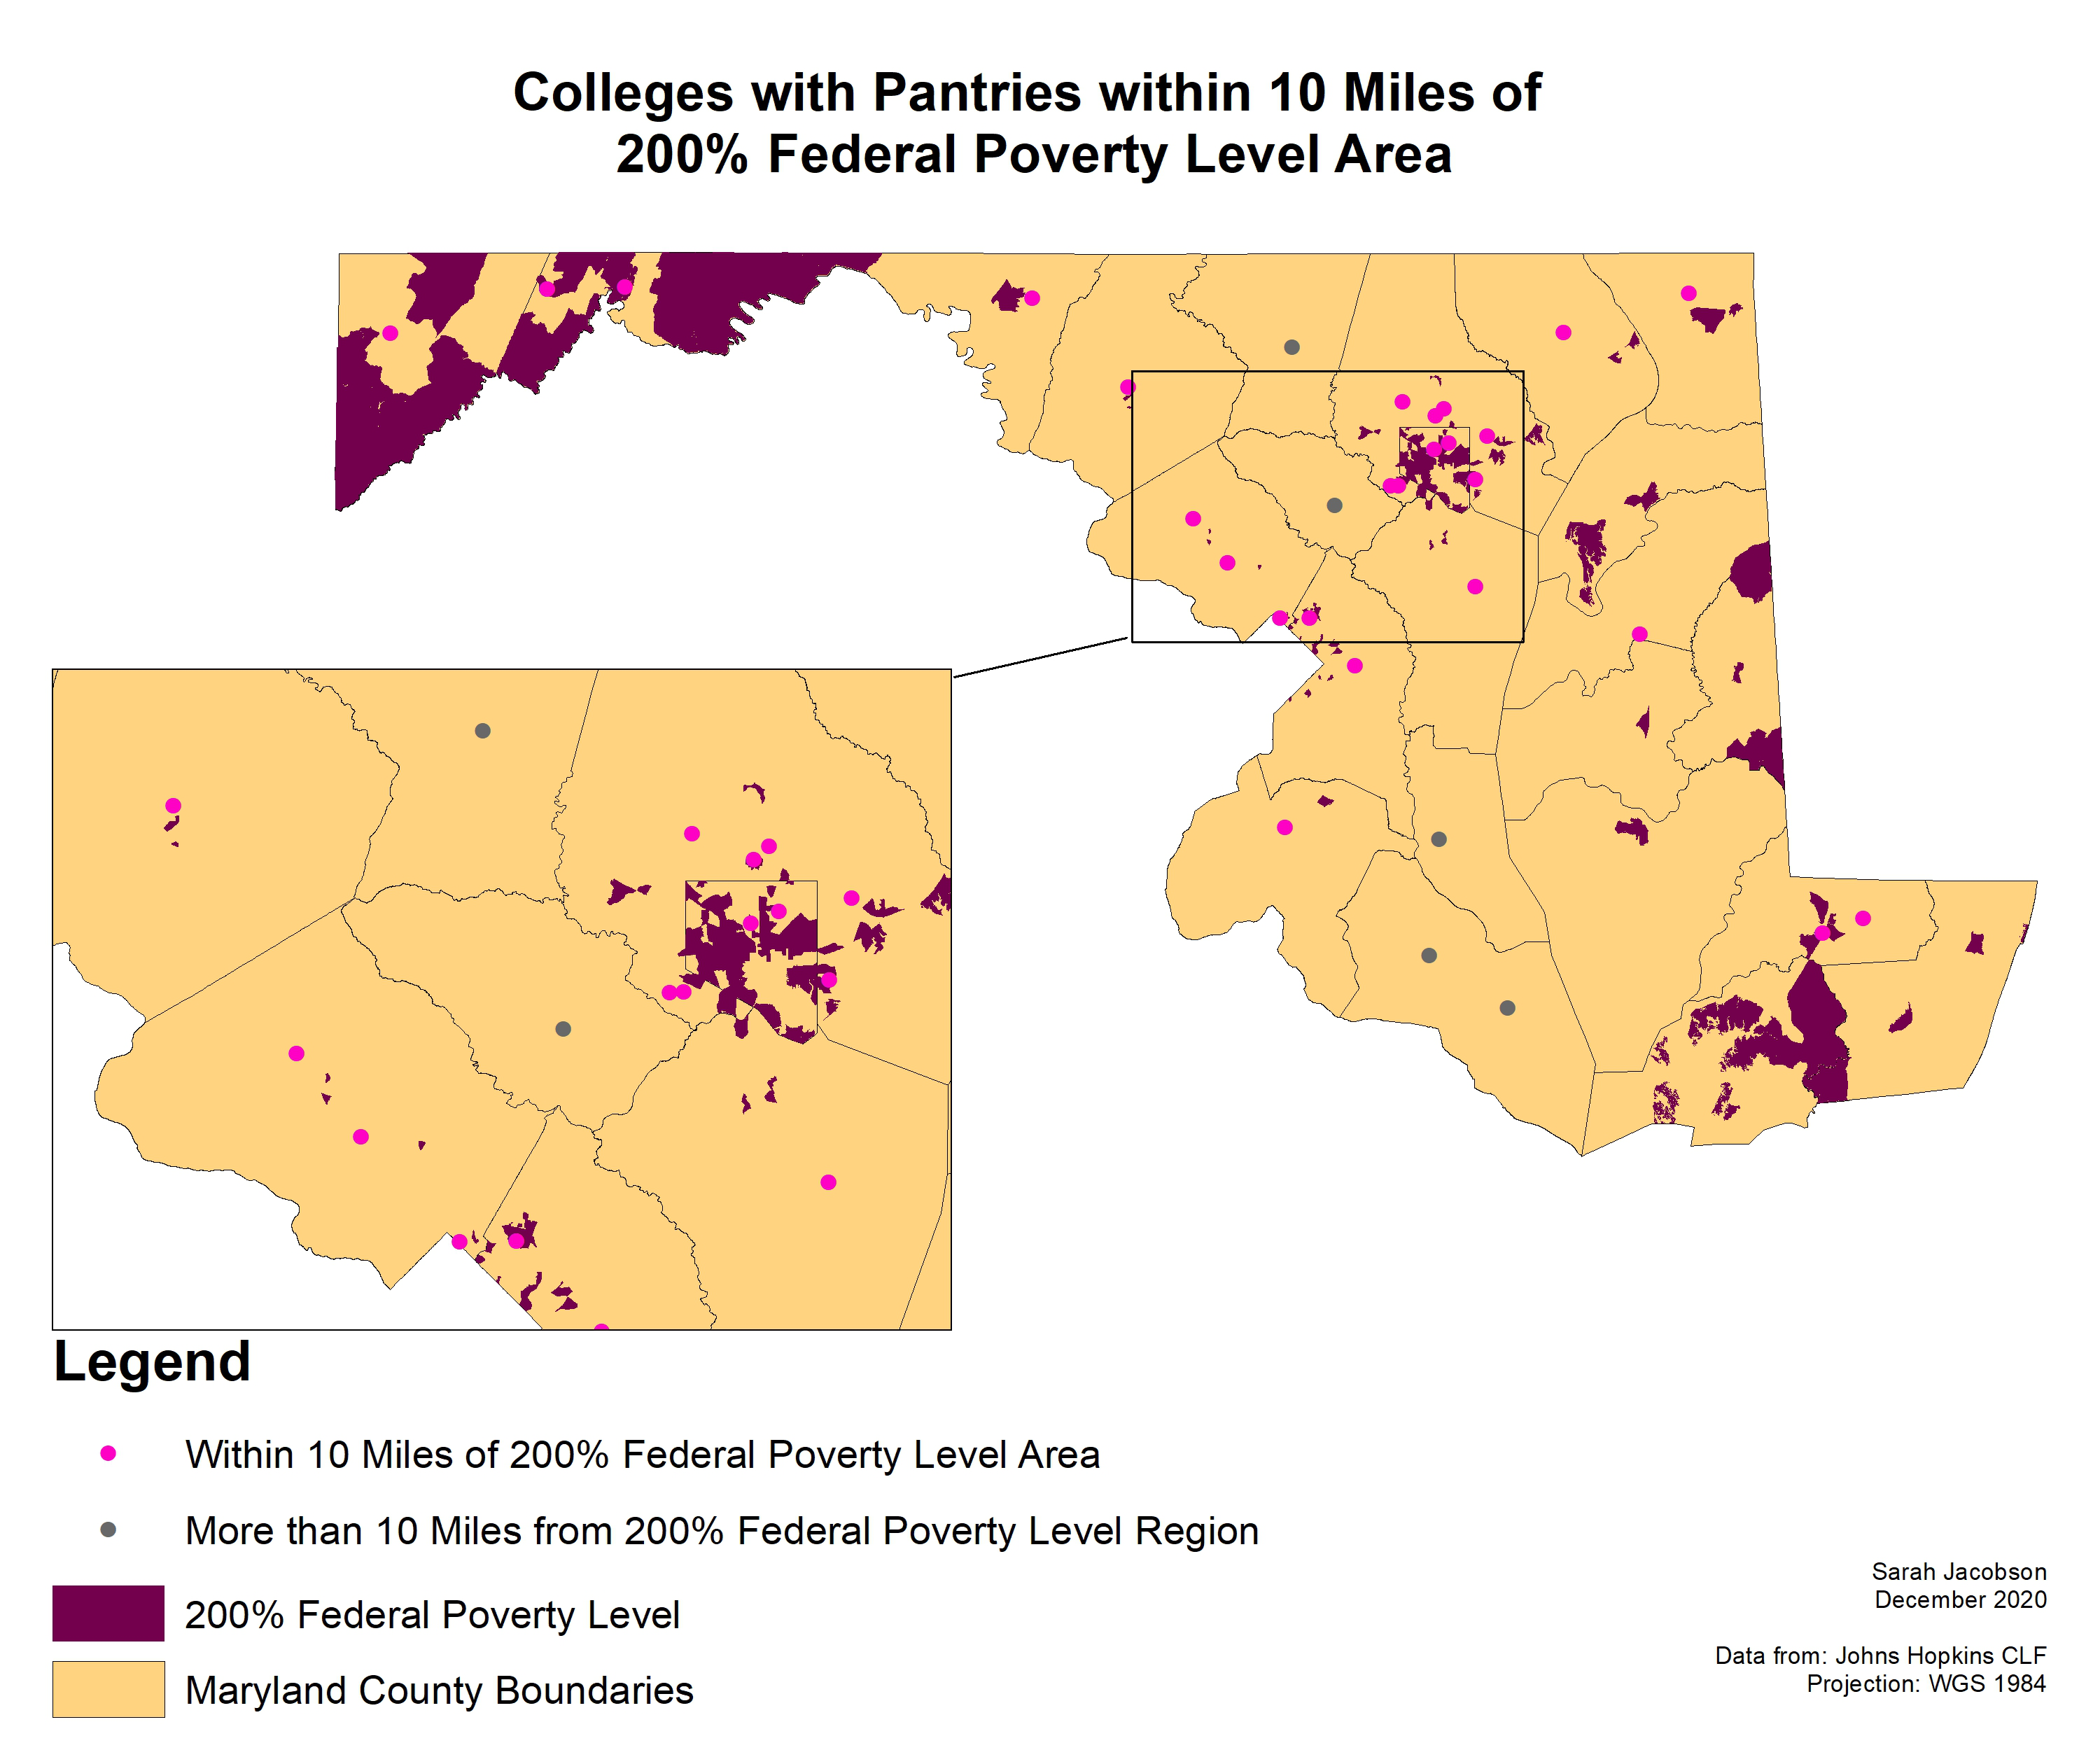 Colleges with Pantries within 10 Miles of
200% Federal Poverty Level Area
Legend
Within 10 Miles of 200% Federal Poverty Level Area
More than 10 Miles from 200% Federal Poverty Level Region
200% Federal Poverty Level
Maryland County Boundaries
Sarah Jacobson
December 2020
Data from: Johns Hopkins CLF
Projection: WGS 1984